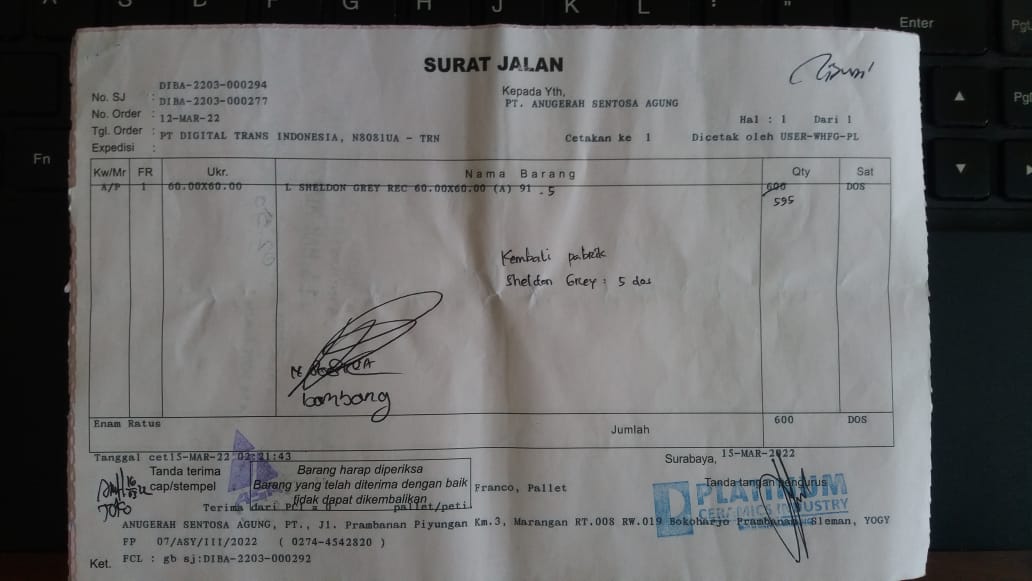 SURAT JALAN
No. SJ : DIBA-2203-000294
No. Order : DIBA-2203-000277
Tgl. Order : 12-MAR-22
Expedisi : PT DIGITAL TRANS INDONESIA, N8081UA - TRN
Kepada Yth,
PT. ANUGERAH SENTOSA AGUNG
Hal : 1 Dari 1
Cetakan ke 1 Dicetak oleh USER-WHFG-PL
Kw/Mr FR Ukr. Nama Barang Qty Sat
A/P 1 60.00X60.00 L SHELDON GREY REC 60.00X60.00 (A) 91 .5 600 DOS
595
Kembali pabrik
Sheldon Grey : 5 dos
bambang
Enam Ratus Jumlah 600 DOS
Tanggal cet15-MAR-22 02:21:43
Surabaya, 15-MAR-2022
Tanda terima
cap/stempel
Barang harap diperiksa
Barang yang telah diterima dengan baik
tidak dapat dikembalikan
Tanda tangan pengurus
Franco, Pallet
JOKO
PLATINUM
CERAMICS INDUSTRY
Terima dari PCI = 0 pallet/peti
ANUGERAH SENTOSA AGUNG, PT., Jl. Prambanan Piyungan Km.3, Marangan RT.008 RW.019 Bokoharjo Prambanan, Sleman, YOGY
FP 07/ASY/III/2022 ( 0274-4542820 )
Ket. FCL : gb sj:DIBA-2203-000292
A S D F G H J K L : "
Enter
Fn
PgU
Pg